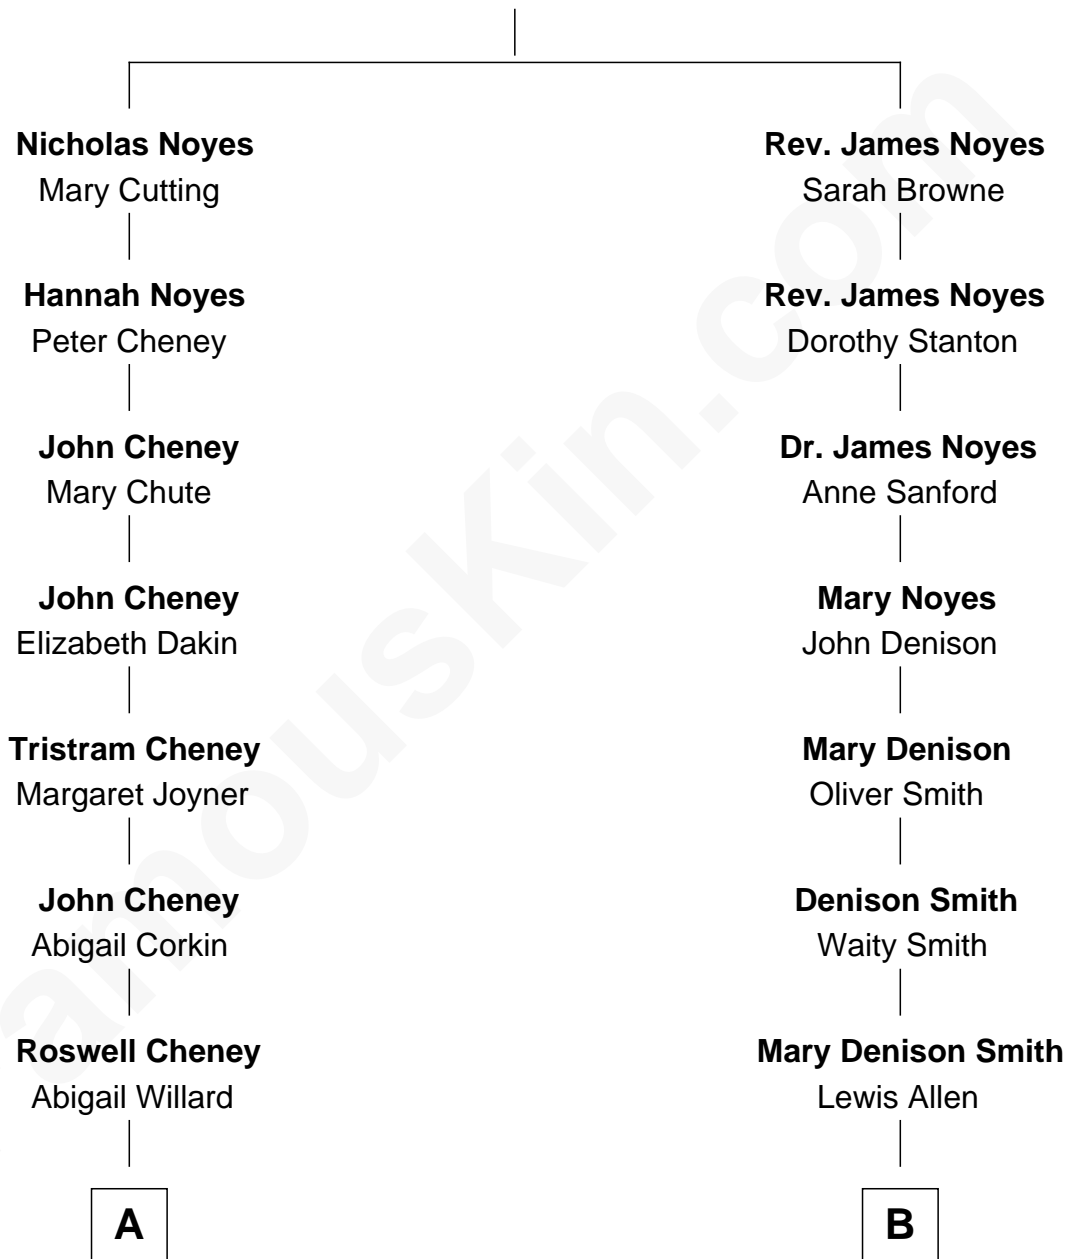 Nicholas Noyes
Mary Cutting
Hannah Noyes
Peter Cheney
John Cheney
Mary Chute
John Cheney
Elizabeth Dakin
Tristram Cheney
Margaret Joyner
John Cheney
Abigail Corkin
Roswell Cheney
Abigail Willard
A
Rev. James Noyes
Sarah Browne
Rev. James Noyes
Dorothy Stanton
Dr. James Noyes
Anne Sanford
Mary Noyes
John Denison
Mary Denison
Oliver Smith
Denison Smith
Waity Smith
Mary Denison Smith
Lewis Allen
B
amousKin.com